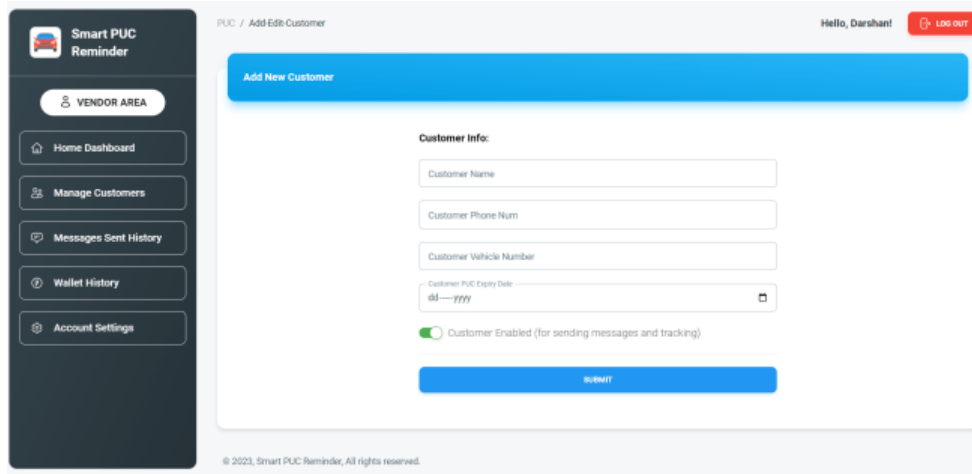 Smart PUC
Reminder
VENDOR AREA
Home Dashboard
Manage Customers
Messages Sent History
Wallet History
Account Settings
PUC / Add-Edit-Customer
Hello, Darshan!
LOG OUT
Add New Customer
Customer Info:
Customer Name
Customer Phone Num
Customer Vehicle Number
Customer PUC Expiry Date
dd-----yyyy
Customer Enabled (for sending messages and tracking)
SUBMIT
© 2023, Smart PUC Reminder, All rights reserved.